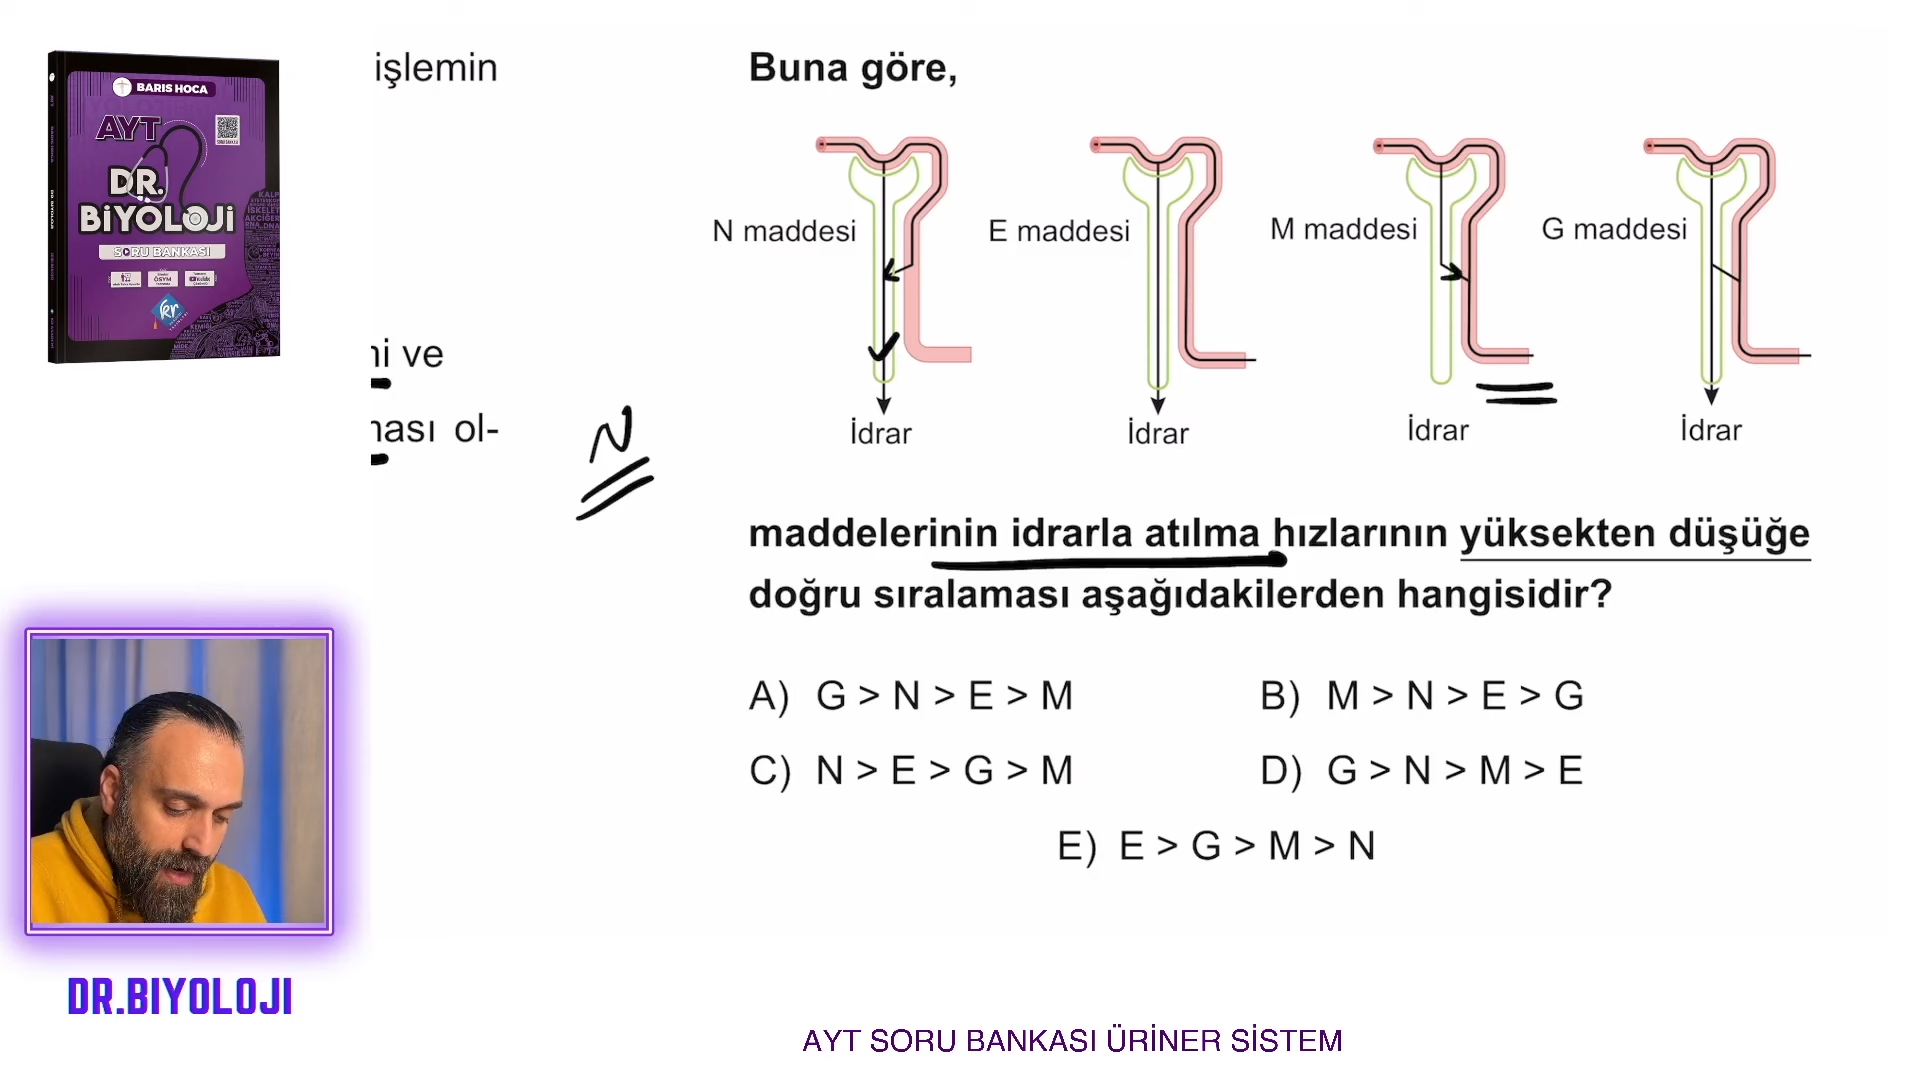 BARIS HOCA
AYT
DR.
BİYOLOJİ
SORU BANKASI
ÖSYM
işlemin
ni ve
ması ol-
N
Buna göre,
N maddesi
E maddesi
M maddesi
G maddesi
İdrar
İdrar
İdrar
İdrar
maddelerinin idrarla atılma hızlarının yüksekten düşüğe
doğru sıralaması aşağıdakilerden hangisidir?
A) G > N > E > M
B) M > N > E > G
C) N > E > G > M
D) G > N > M > E
E) E > G > M > N
DR.BIYOLOJI
AYT SORU BANKASI ÜRİNER SİSTEM